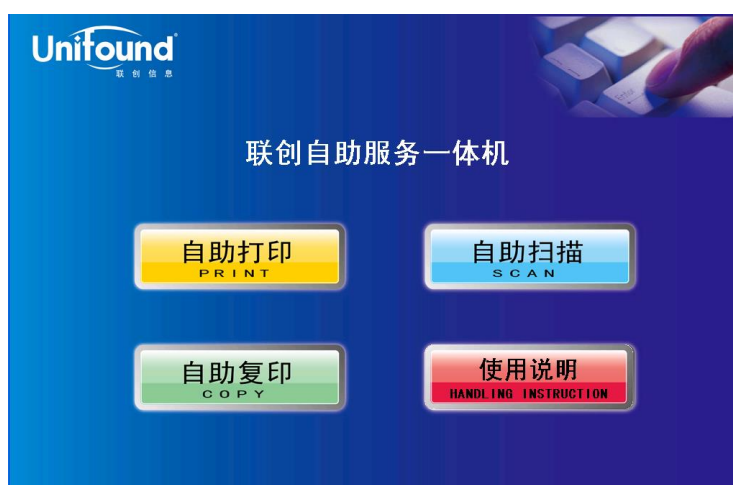 Unifound
联创信息
联创自助服务一体机
自助打印
PRINT
自助扫描
SCAN
自助复印
COPY
使用说明
HANDLING INSTRUCTION